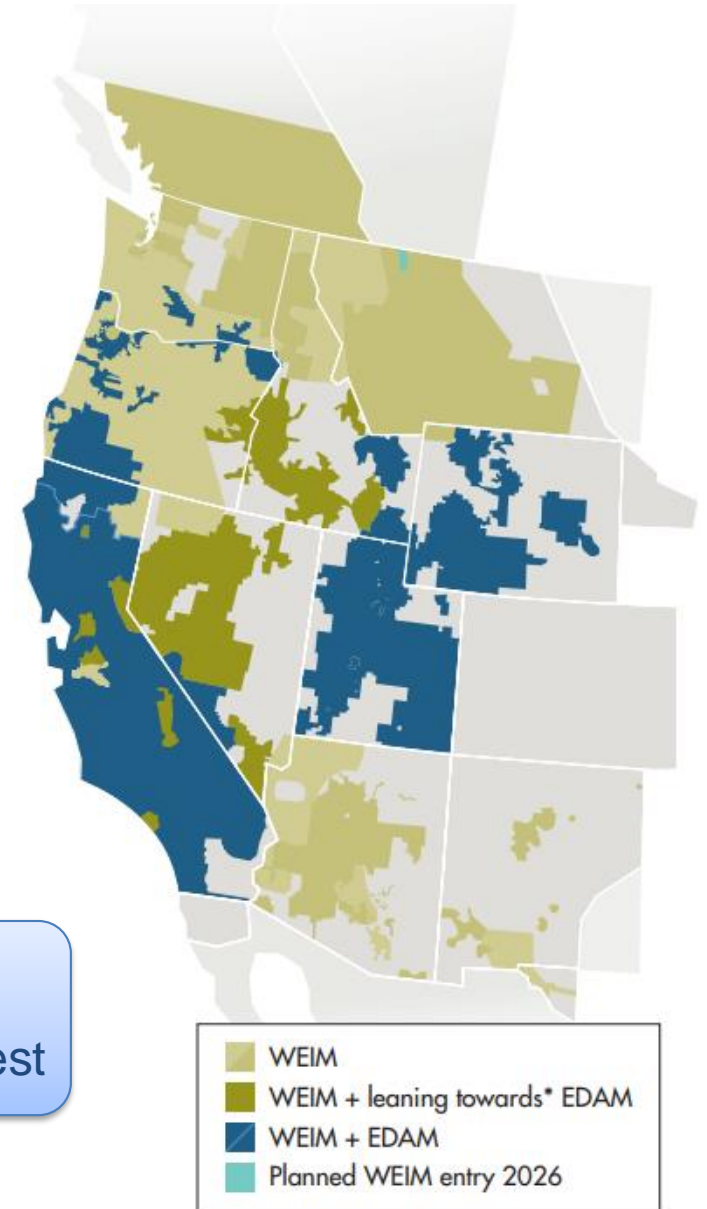 est
WEIM
WEIM + leaning towards* EDAM
WEIM + EDAM
Planned WEIM entry 2026